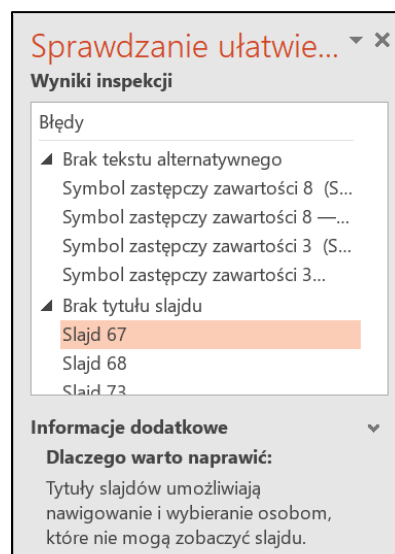 Sprawdzanie ułatwie...
Wyniki inspekcji
Błędy
Brak tekstu alternatywnego
Symbol zastępczy zawartości 8 (S...
Symbol zastępczy zawartości 8 —...
Symbol zastępczy zawartości 3 (S...
Symbol zastępczy zawartości 3...
Brak tytułu slajdu
Slajd 67
Slajd 68
Slajd 73
Informacje dodatkowe
Dlaczego warto naprawić:
Tytuły slajdów umożliwiają
nawigowanie i wybieranie osobom,
które nie mogą zobaczyć slajdu.